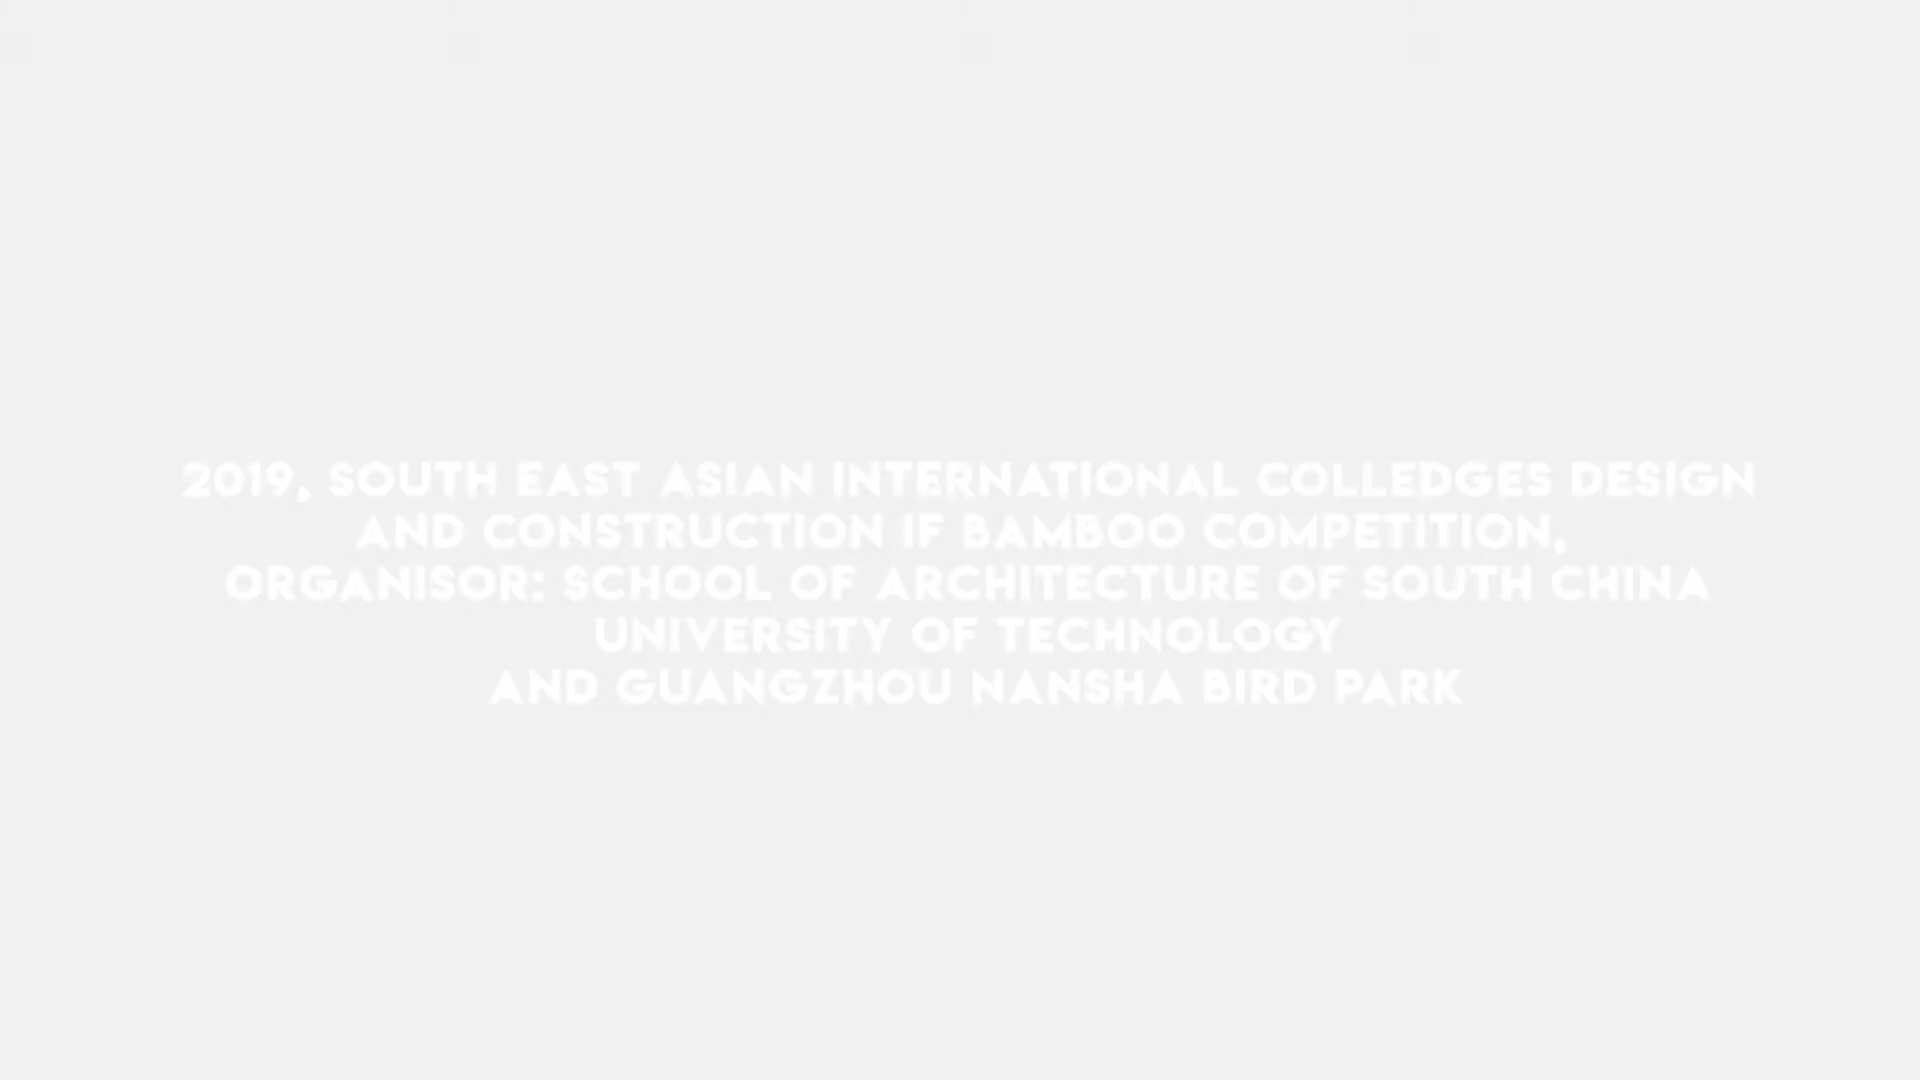 2019, SOUTH EAST ASIAN INTERNATIONAL COLLEDGES DESIGN
AND CONSTRUCTION IF BAMBOO COMPETITION,
ORGANISOR: SCHOOL OF ARCHITECTURE OF SOUTH CHINA
UNIVERSITY OF TECHNOLOGY
AND GUANGZHOU NANSHA BIRD PARK